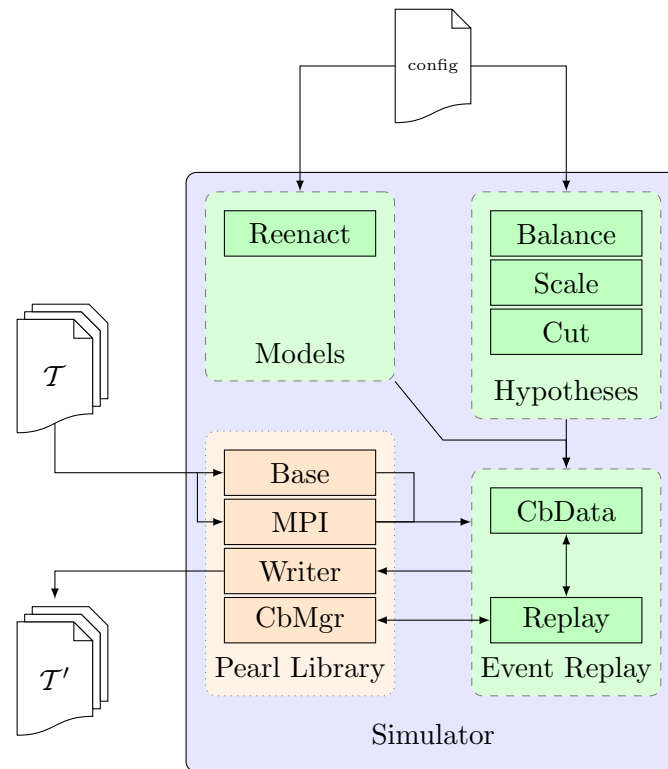 config
Reenact
Models
Balance
Scale
Cut
Hypotheses
𝒯
Base
MPI
Writer
CbMgr
Pearl Library
CbData
Replay
Event Replay
𝒯′
Simulator